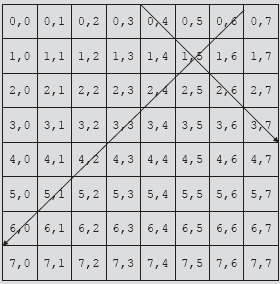 0,0 0,1 0,2 0,3 0,4 0,5 0,6 0,7
1,0 1,1 1,2 1,3 1,4 1,5 1,6 1,7
2,0 2,1 2,2 2,3 2,4 2,5 2,6 2,7
3,0 3,1 3,2 3,3 3,4 3,5 3,6 3,7
4,0 4,1 4,2 4,3 4,4 4,5 4,6 4,7
5,0 5,1 5,2 5,3 5,4 5,5 5,6 5,7
6,0 6,1 6,2 6,3 6,4 6,5 6,6 6,7
7,0 7,1 7,2 7,3 7,4 7,5 7,6 7,7